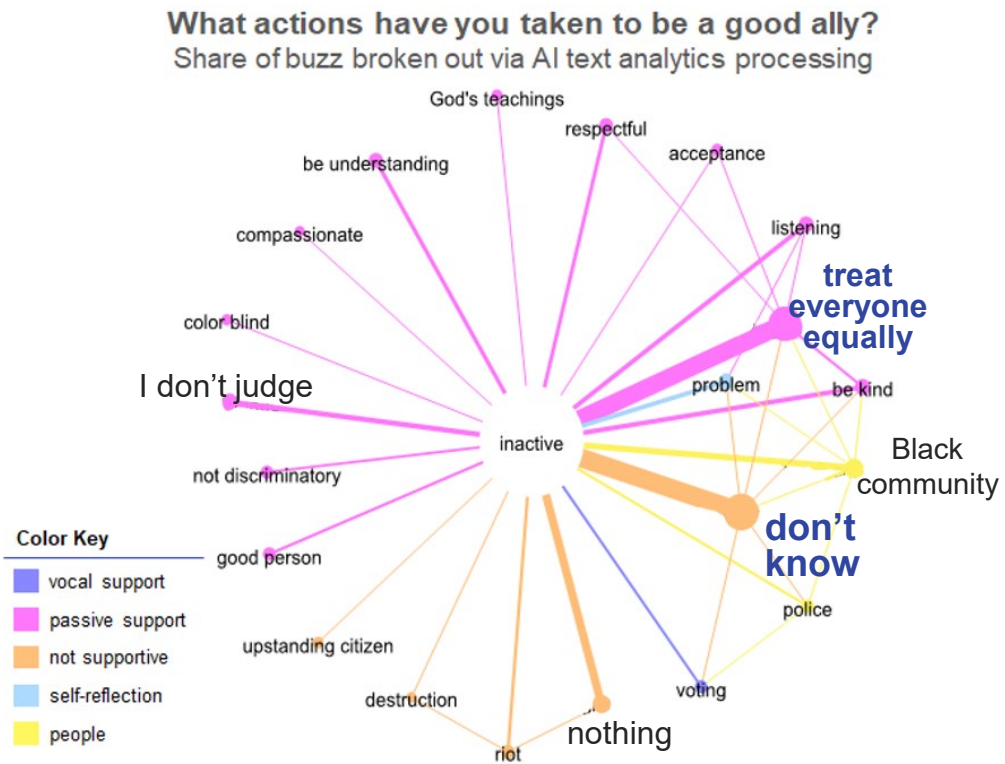 What actions have you taken to be a good ally?
Share of buzz broken out via AI text analytics processing
God's teachings
respectful
acceptance
be understanding
listening
compassionate
treat
everyone
equally
color blind
I don't judge
problem
be kind
inactive
Black
community
not discriminatory
don't
know
good person
police
upstanding citizen
destruction
voting
nothing
riot
Color Key
vocal support
passive support
not supportive
self-reflection
people